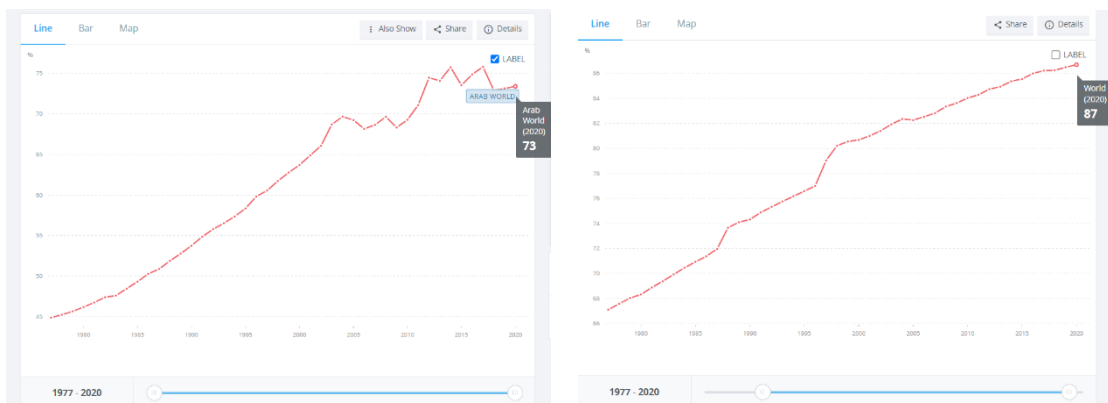 Line Bar Map
Also Show Share Details
%
LABEL
75
70
65
60
55
50
45
ARAB WORLD
Arab
World
(2020)
73
1980 1985 1990 1995 2000 2005 2010 2015 2020
1977 - 2020
Line Bar Map
Share Details
%
LABEL
86
84
82
80
78
76
74
72
70
68
66
World
(2020)
87
1980 1985 1990 1995 2000 2005 2010 2015 2020
1977 - 2020